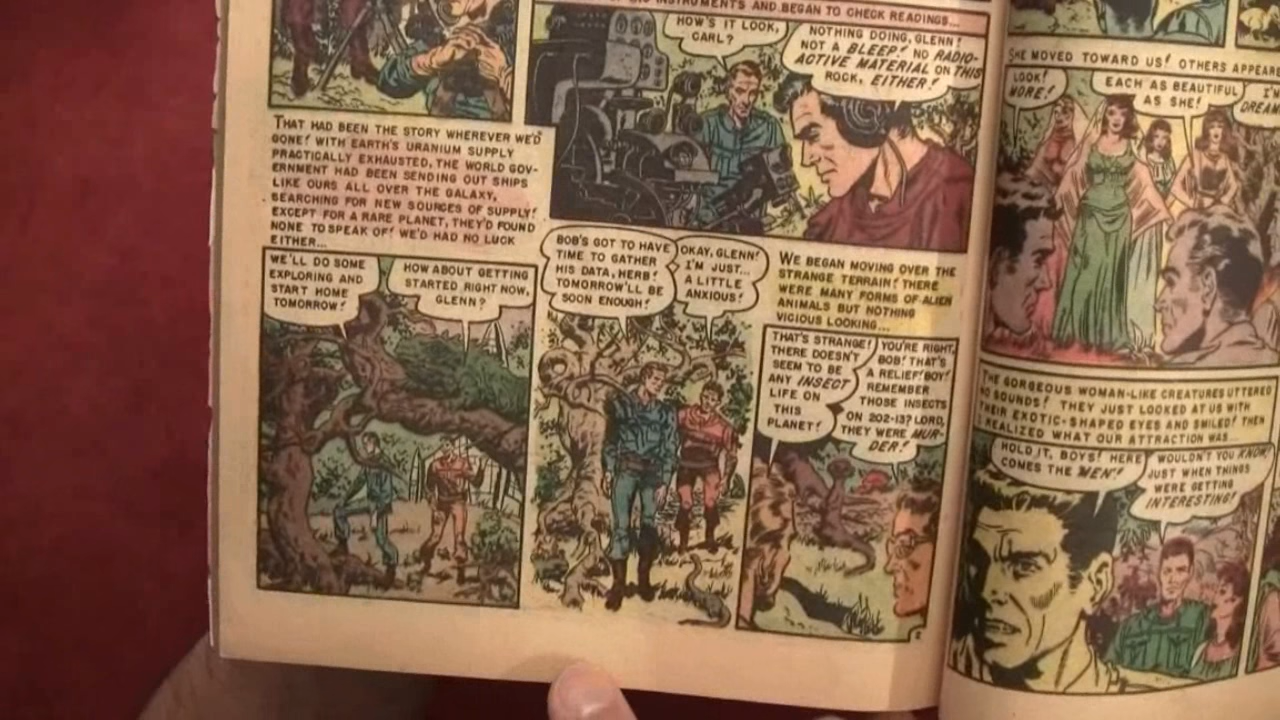 INSTRUMENTS AND BEGAN TO CHECK READINGS...
HOW'S IT LOOK,
CARL?
NOTHING DOING, GLENN!
NOT A BLEEP! NO RADIO-
ACTIVE MATERIAL ON THIS
ROCK, EITHER!
THAT HAD BEEN THE STORY WHEREVER WE'D
GONE! WITH EARTH'S URANIUM SUPPLY
PRACTICALLY EXHAUSTED, THE WORLD GOV-
ERNMENT HAD BEEN SENDING OUT SHIPS
LIKE OURS ALL OVER THE GALAXY,
SEARCHING FOR NEW SOURCES OF SUPPLY!
EXCEPT FOR A RARE PLANET, THEY'D FOUND
NONE TO SPEAK OF! WE'D HAD NO LUCK
EITHER...
WE'LL DO SOME
EXPLORING AND
START HOME
TOMORROW!
HOW ABOUT GETTING
STARTED RIGHT NOW,
GLENN?
BOB'S GOT TO HAVE
TIME TO GATHER
HIS DATA, HERB!
TOMORROW'LL BE
SOON ENOUGH!
OKAY, GLENN!
I'M JUST...
A LITTLE
ANXIOUS!
WE BEGAN MOVING OVER THE
STRANGE TERRAIN! THERE
WERE MANY FORMS OF ALIEN
ANIMALS BUT NOTHING
VICIOUS LOOKING...
THAT'S STRANGE!
THERE DOESN'T
SEEM TO BE
ANY INSECT
LIFE ON
THIS
PLANET!
YOU'RE RIGHT,
BOB! THAT'S
A RELIEF! BOY!
REMEMBER
THOSE INSECTS
ON 202-13? LORD,
THEY WERE MUR-
DER!
2
SHE MOVED TOWARD US! OTHERS APPEARE
LOOK!
MORE!
EACH AS BEAUTIFUL
AS SHE!
I'M
DREAM
THE GORGEOUS WOMAN-LIKE CREATURES UTTERED
NO SOUNDS! THEY JUST LOOKED AT US WITH
THEIR EXOTIC-SHAPED EYES AND SMILED! THEN
I REALIZED WHAT OUR ATTRACTION WAS...
HOLD IT, BOYS! HERE
COMES THE 'MEN'!
WOULDN'T YOU KNOW,
JUST WHEN THINGS
WERE GETTING
INTERESTING!